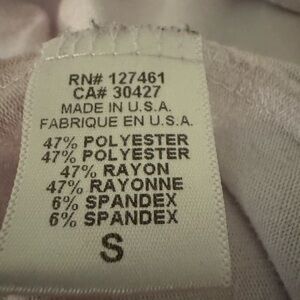 RN# 127461
CA# 30427
MADE IN U.S.A.
FABRIQUE EN U.S.A.
47% POLYESTER
47% POLYESTER
47% RAYON
47% RAYONNE
6% SPANDEX
6% SPANDEX
S